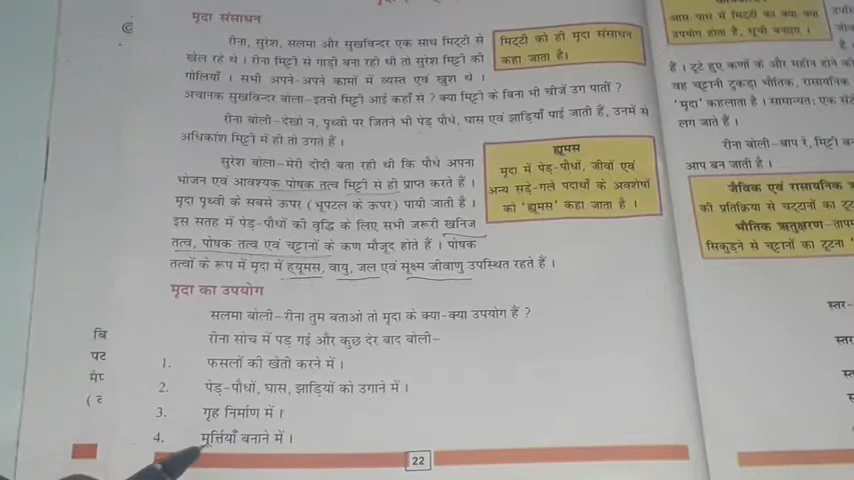 मृदा संसाधन
रीना, सुरेश, सलमा और सुखविन्दर एक साथ मिट्टी से
खेल रहे थे । रीना मिट्टी से गाड़ी बना रही थी तो सुरेश मिट्टी की
गोलियाँ । सभी अपने-अपने कामों में व्यस्त एवं खुश थे ।
मिट्टी को ही मृदा संसाधन
कहा जाता है।
अचानक सुखविन्दर बोला–इतनी मिट्टी आई कहाँ से ? क्या मिट्टी के बिना भी चीजें उग पातीं ?
रीना बोली–देखो न, पृथ्वी पर जितने भी पेड़ पौधे, घास एवं झाड़ियाँ पाई जाती हैं, उनमें से
अधिकांश मिट्टी में ही तो उगते हैं ।
सुरेश बोला–मेरी दीदी बता रही थी कि पौधे अपना
भोजन एवं आवश्यक पोषक तत्व मिट्टी से ही प्राप्त करते हैं ।
मृदा पृथ्वी के सबसे ऊपर (भूपटल के ऊपर) पायी जाती है ।
इस सतह में पेड़-पौधों की वृद्धि के लिए सभी जरूरी खनिज
तत्व, पोषक तत्व एवं चट्टानों के कण मौजूद होते हैं । पोषक
तत्वों के रूप में मृदा में ह्यूमस, वायु, जल एवं सूक्ष्म जीवाणु उपस्थित रहते हैं ।
ह्यूमस
मृदा में पेड़-पौधों, जीवों एवं
अन्य सड़े-गले पदार्थों के अवशेषों
को 'ह्यूमस' कहा जाता है ।
मृदा का उपयोग
सलमा बोली–रीना तुम बताओ तो मृदा के क्या-क्या उपयोग हैं ?
रीना सोच में पड़ गई और कुछ देर बाद बोली–
1. फसलों की खेती करने में ।
2. पेड़-पौधों, घास, झाड़ियों को उगाने में ।
3. गृह निर्माण में ।
4. मूर्त्तियाँ बनाने में ।
22
आस पास में मिट्टी का क्या क्या
उपयोग होता है, सूची बनाइए ।
हैं । टूटे हुए कणों के और महीन होने को
वह चट्टानी टुकड़ा भौतिक, रासायनिक
'मृदा' कहलाता है । सामान्यतः एक सें
लग जाते हैं ।
रीना बोली–बाप रे, मिट्टी
आप बन जाती है ।
जैविक एवं रासायनिक
की प्रतिक्रिया से चट्टानों का
भौतिक ऋतुक्षरण–
सिकुड़ने से चट्टानों का टूटना
स्तर-
स्तर